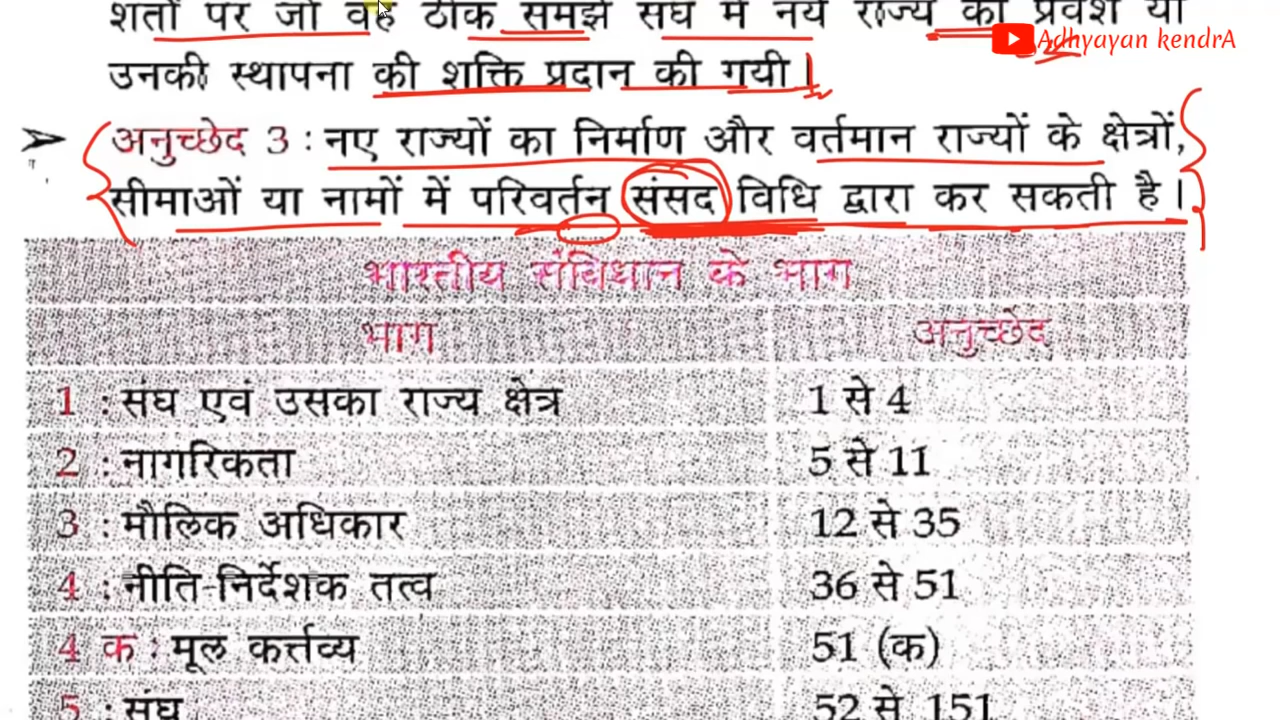 शर्तों पर जो वह ठीक समझे संघ में नये राज्य को प्रवेश या
Adhyayan kendrA
उनकी स्थापना की शक्ति प्रदान की गयी।
अनुच्छेद 3 : नए राज्यों का निर्माण और वर्तमान राज्यों के क्षेत्रों,
सीमाओं या नामों में परिवर्तन संसद विधि द्वारा कर सकती है।
भारतीय संविधान के भाग
भाग अनुच्छेद
1 : संघ एवं उसका राज्य क्षेत्र 1 से 4
2 : नागरिकता 5 से 11
3 : मौलिक अधिकार 12 से 35
4 : नीति-निर्देशक तत्व 36 से 51
4 क : मूल कर्त्तव्य 51 (क)
5 : संघ 52 से 151